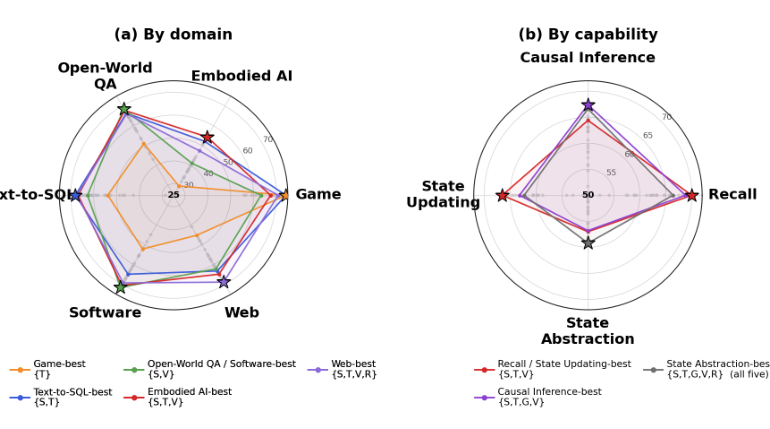 (a) By domain
(b) By capability
Open-World
QA
Embodied AI
Game
Web
Software
ext-to-SQL
25
30
40
50
60
70
Causal Inference
Recall
State
Abstraction
State
Updating
50
55
60
65
70
Game-best
{T}
Text-to-SQL-best
{S,T}
Open-World QA / Software-best
{S,V}
Embodied AI-best
{S,T,V}
Web-best
{S,T,V,R}
Recall / State Updating-best
{S,T,V}
Causal Inference-best
{S,T,G,V}
State Abstraction-bes
{S,T,G,V,R} (all five)